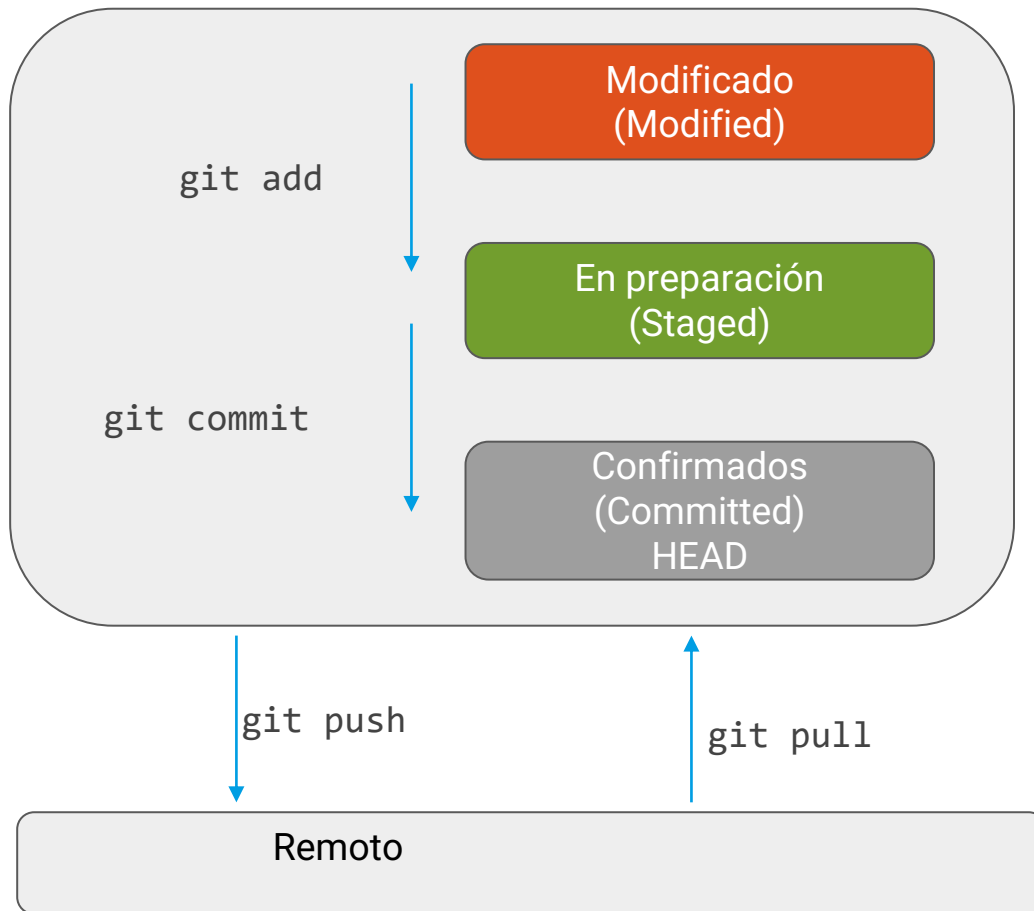 Modificado
(Modified)
git add
En preparación
(Staged)
git commit
Confirmados
(Committed)
HEAD
git push
git pull
Remoto